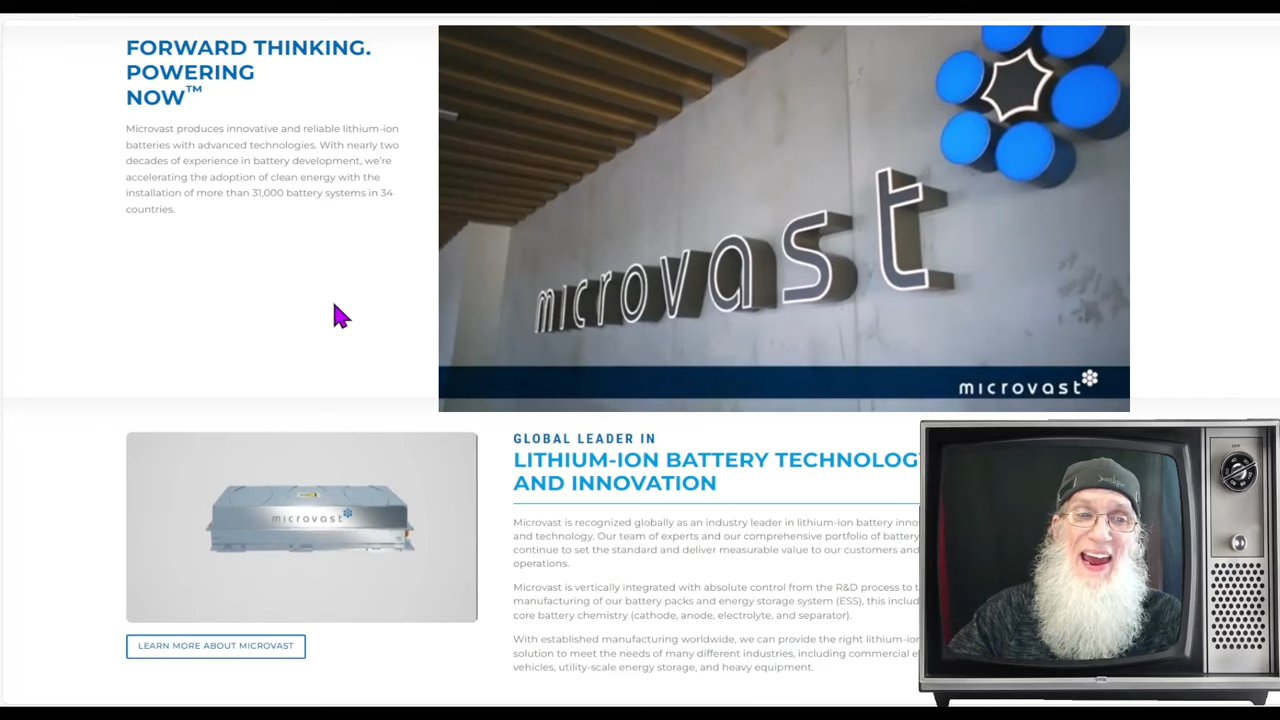 FORWARD THINKING.
POWERING
NOW™
Microvast produces innovative and reliable lithium-ion
batteries with advanced technologies. With nearly two
decades of experience in battery development, we're
accelerating the adoption of clean energy with the
installation of more than 31,000 battery systems in 34
countries.
microvast
microvast
microvast
GLOBAL LEADER IN
LITHIUM-ION BATTERY TECHNOLOGY
AND INNOVATION
Microvast is recognized globally as an industry leader in lithium-ion battery inno
and technology. Our team of experts and our comprehensive portfolio of battery
continue to set the standard and deliver measurable value to our customers and
operations.
Microvast is vertically integrated with absolute control from the R&D process to t
manufacturing of our battery packs and energy storage system (ESS), this includ
core battery chemistry (cathode, anode, electrolyte, and separator).
With established manufacturing worldwide, we can provide the right lithium-ion
solution to meet the needs of many different industries, including commercial e
vehicles, utility-scale energy storage, and heavy equipment.
LEARN MORE ABOUT MICROVAST